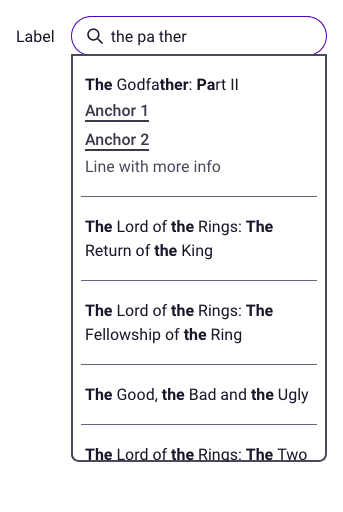 Label
the pa ther
The Godfather: Part II
Anchor 1
Anchor 2
Line with more info
The Lord of the Rings: The
Return of the King
The Lord of the Rings: The
Fellowship of the Ring
The Good, the Bad and the Ugly
The Lord of the Rings: The Two